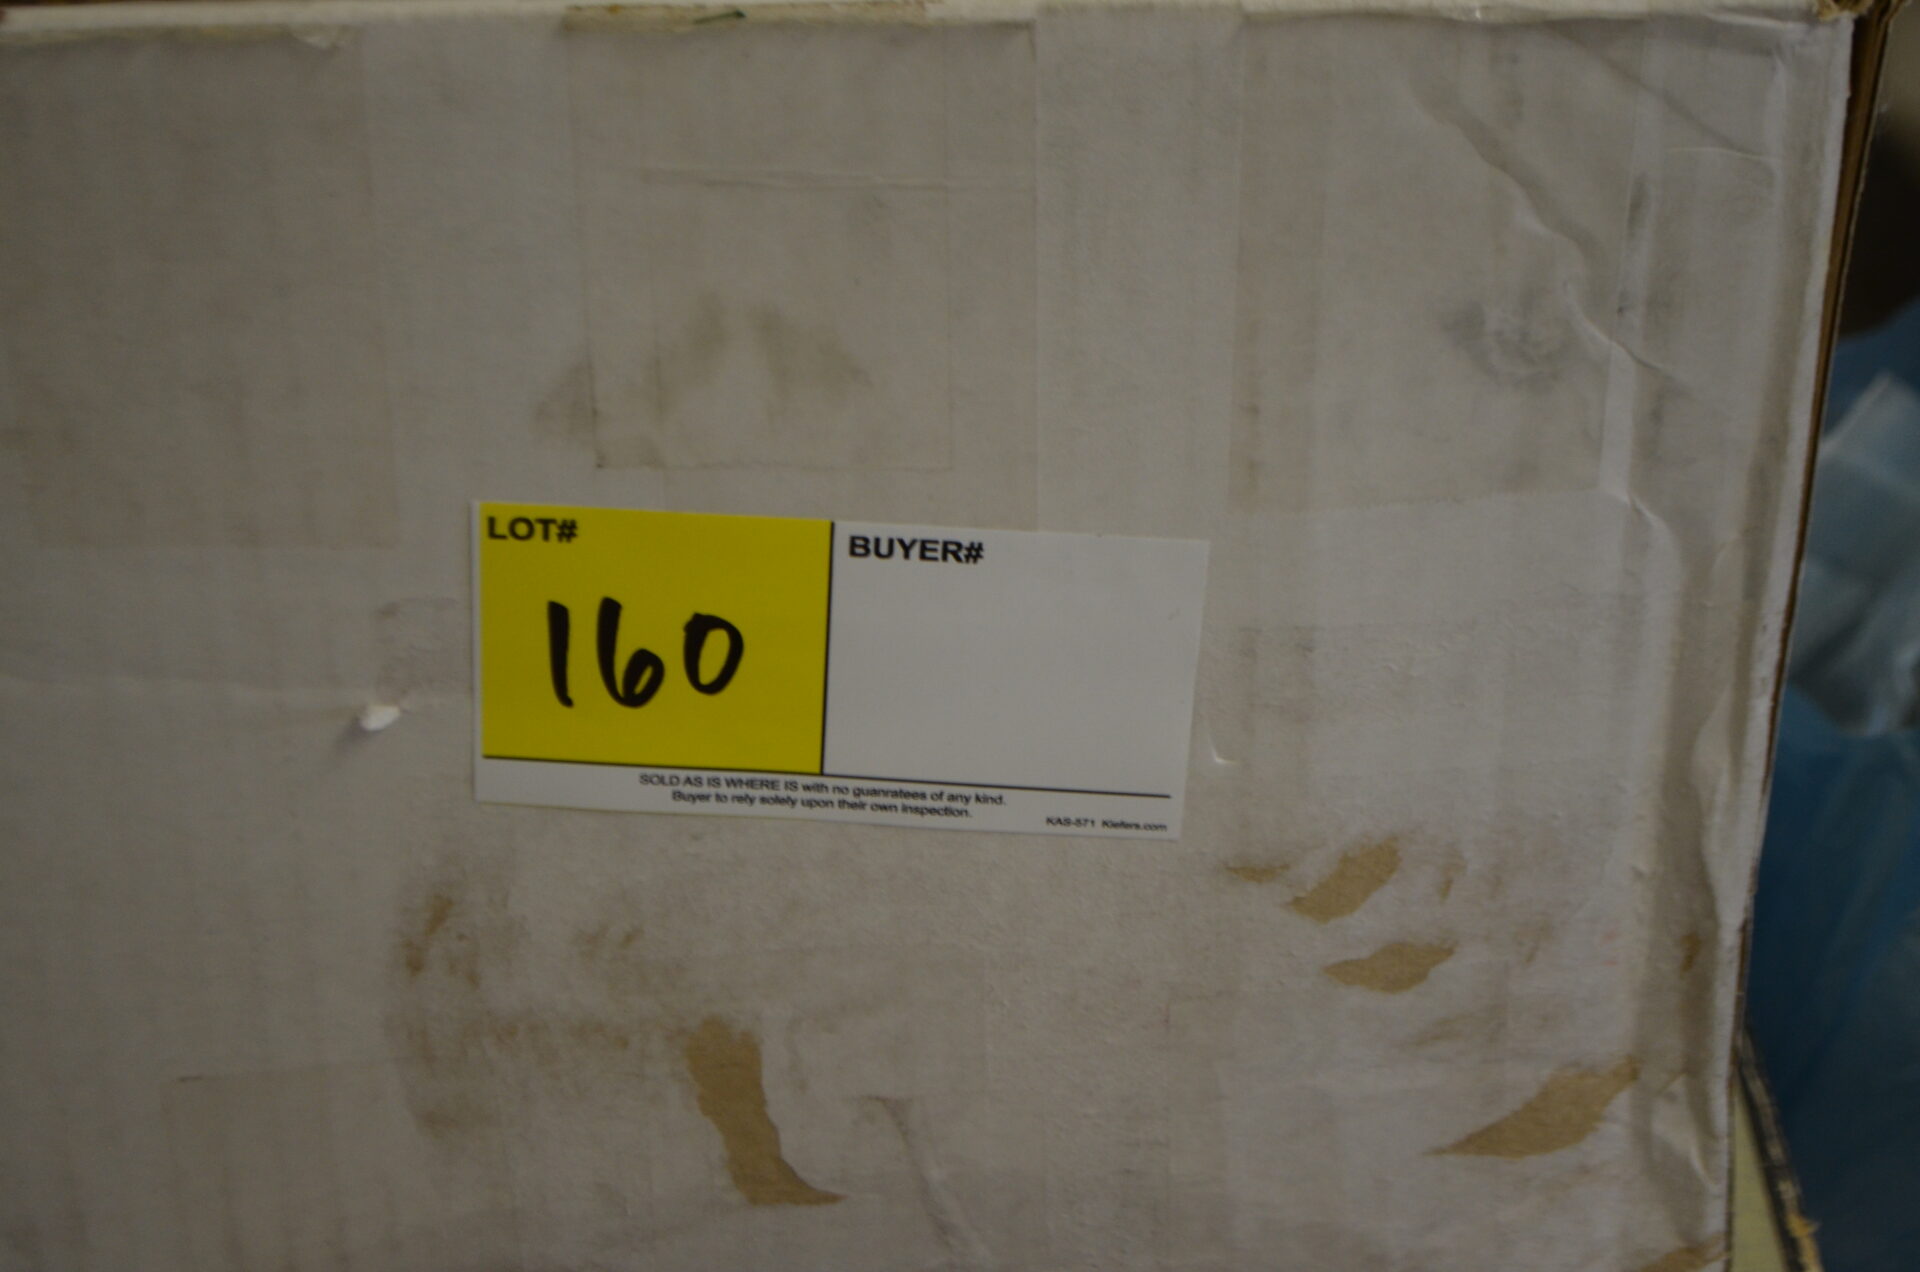 LOT# BUYER#
160
SOLD AS IS WHERE IS with no guanratees of any kind.
Buyer to rely solely upon their own inspection.
KAS-571 Kiefers.com